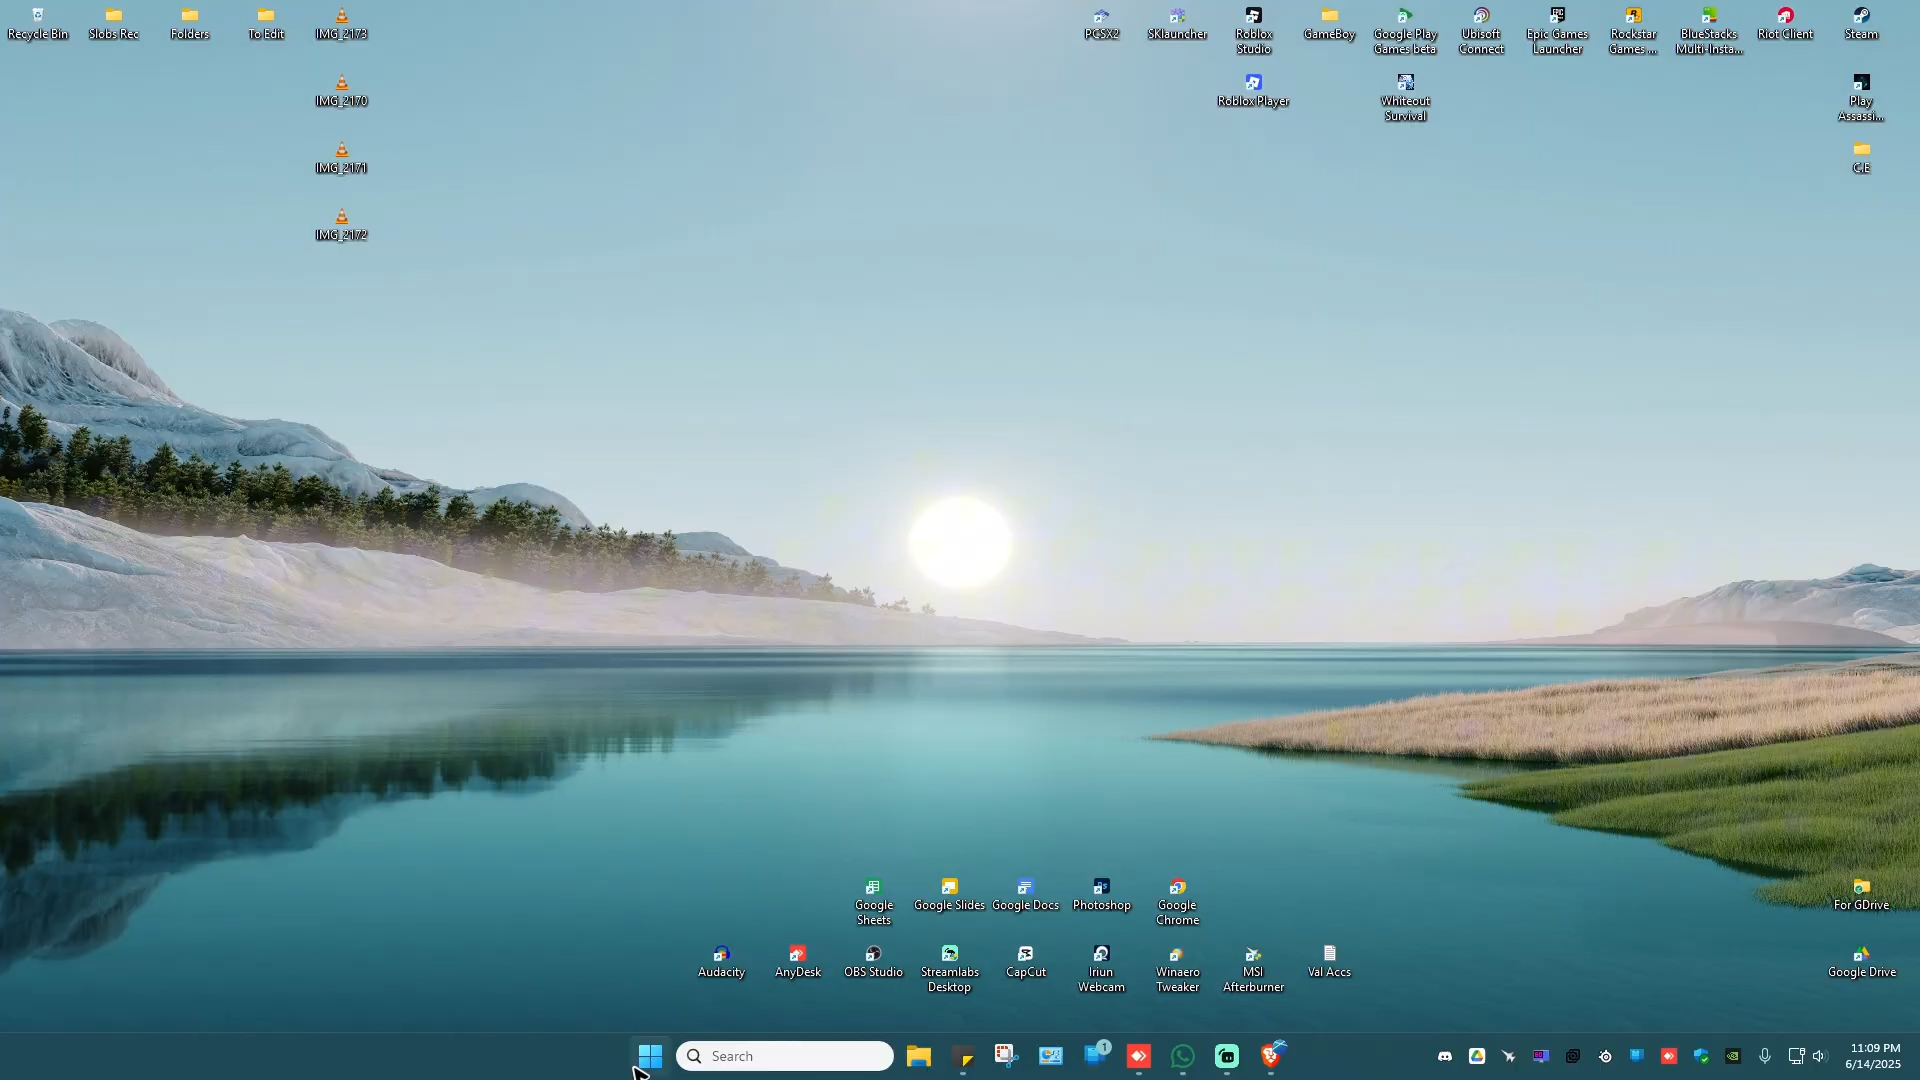 Recycle Bin
Slobs Rec
Folders
To Edit
IMG_2173
PCSX2
SKlauncher
Roblox
Studio
GameBoy
Google Play
Games beta
Ubisoft
Connect
Epic Games
Launcher
Rockstar
Games ...
BlueStacks
Multi-Insta...
Riot Client
Steam
IMG_2170
Roblox Player
Whiteout
Survival
Play
Assassi...
IMG_2171
C.E
IMG_2172
Google
Sheets
Google Slides
Google Docs
Photoshop
Google
Chrome
For GDrive
Audacity
AnyDesk
OBS Studio
Streamlabs
Desktop
CapCut
Iriun
Webcam
Winaero
Tweaker
MSI
Afterburner
Val Accs
Google Drive
Search
1
11:09 PM
6/14/2025